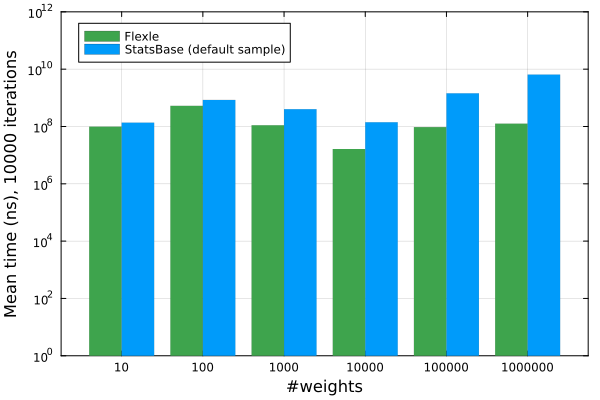 Flexle
StatsBase (default sample)
Mean time (ns), 10000 iterations
10^12
10^10
10^8
10^6
10^4
10^2
10^0
10 100 1000 10000 100000 1000000
#weights